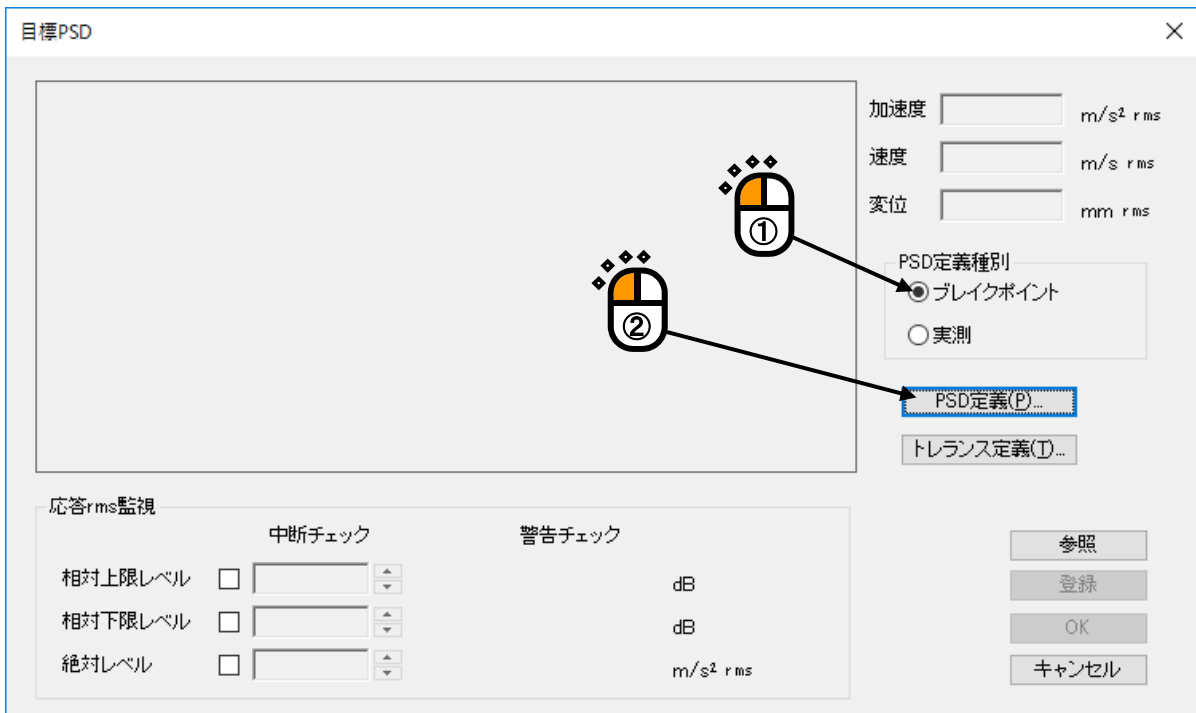 目標PSD
加速度 m/s² rms
速度 m/s rms
変位 mm rms
①
PSD定義種別
ブレイクポイント
②
実測
PSD定義(P)...
トレランス定義(T)...
応答rms監視
中断チェック 警告チェック
相対上限レベル dB
相対下限レベル dB
絶対レベル m/s² rms
参照
登録
OK
キャンセル